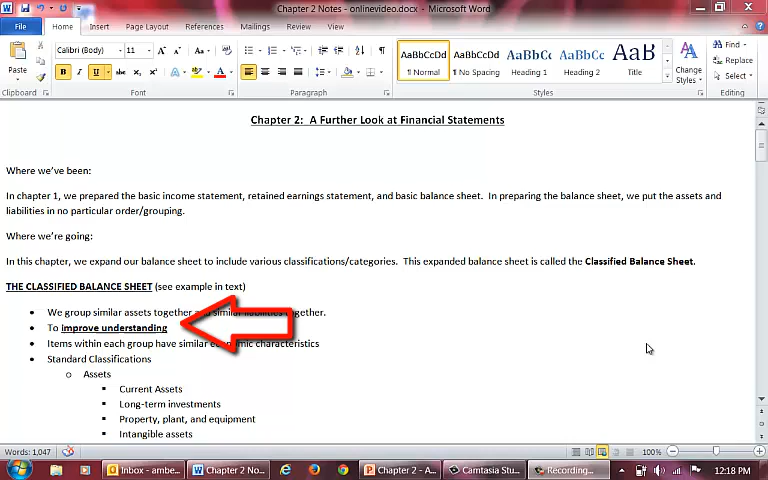 Chapter 2 Notes - onlinevideo.docx - Microsoft Word
File Home Insert Page Layout References Mailings Review View
Calibri (Body) 11 Aa
Paste
B I U
AaBbCcDd AaBbCcDd AaBbCc AaBbCc AaB
¶ Normal ¶ No Spacing Heading 1 Heading 2 Title
Change Styles
Find
Replace
Select
Clipboard Font Paragraph Styles Editing
Chapter 2: A Further Look at Financial Statements
Where we've been:
In chapter 1, we prepared the basic income statement, retained earnings statement, and basic balance sheet. In preparing the balance sheet, we put the assets and
liabilities in no particular order/grouping.
Where we're going:
In this chapter, we expand our balance sheet to include various classifications/categories. This expanded balance sheet is called the Classified Balance Sheet.
THE CLASSIFIED BALANCE SHEET (see example in text)
• We group similar assets together and similar liabilities together.
• To improve understanding
• Items within each group have similar economic characteristics
• Standard Classifications
o Assets
▪ Current Assets
▪ Long-term investments
▪ Property, plant, and equipment
▪ Intangible assets
Words: 1,047 100%
Inbox - ambe... Chapter 2 No... Chapter 2 - A... Camtasia Stu... Recording... 12:18 PM